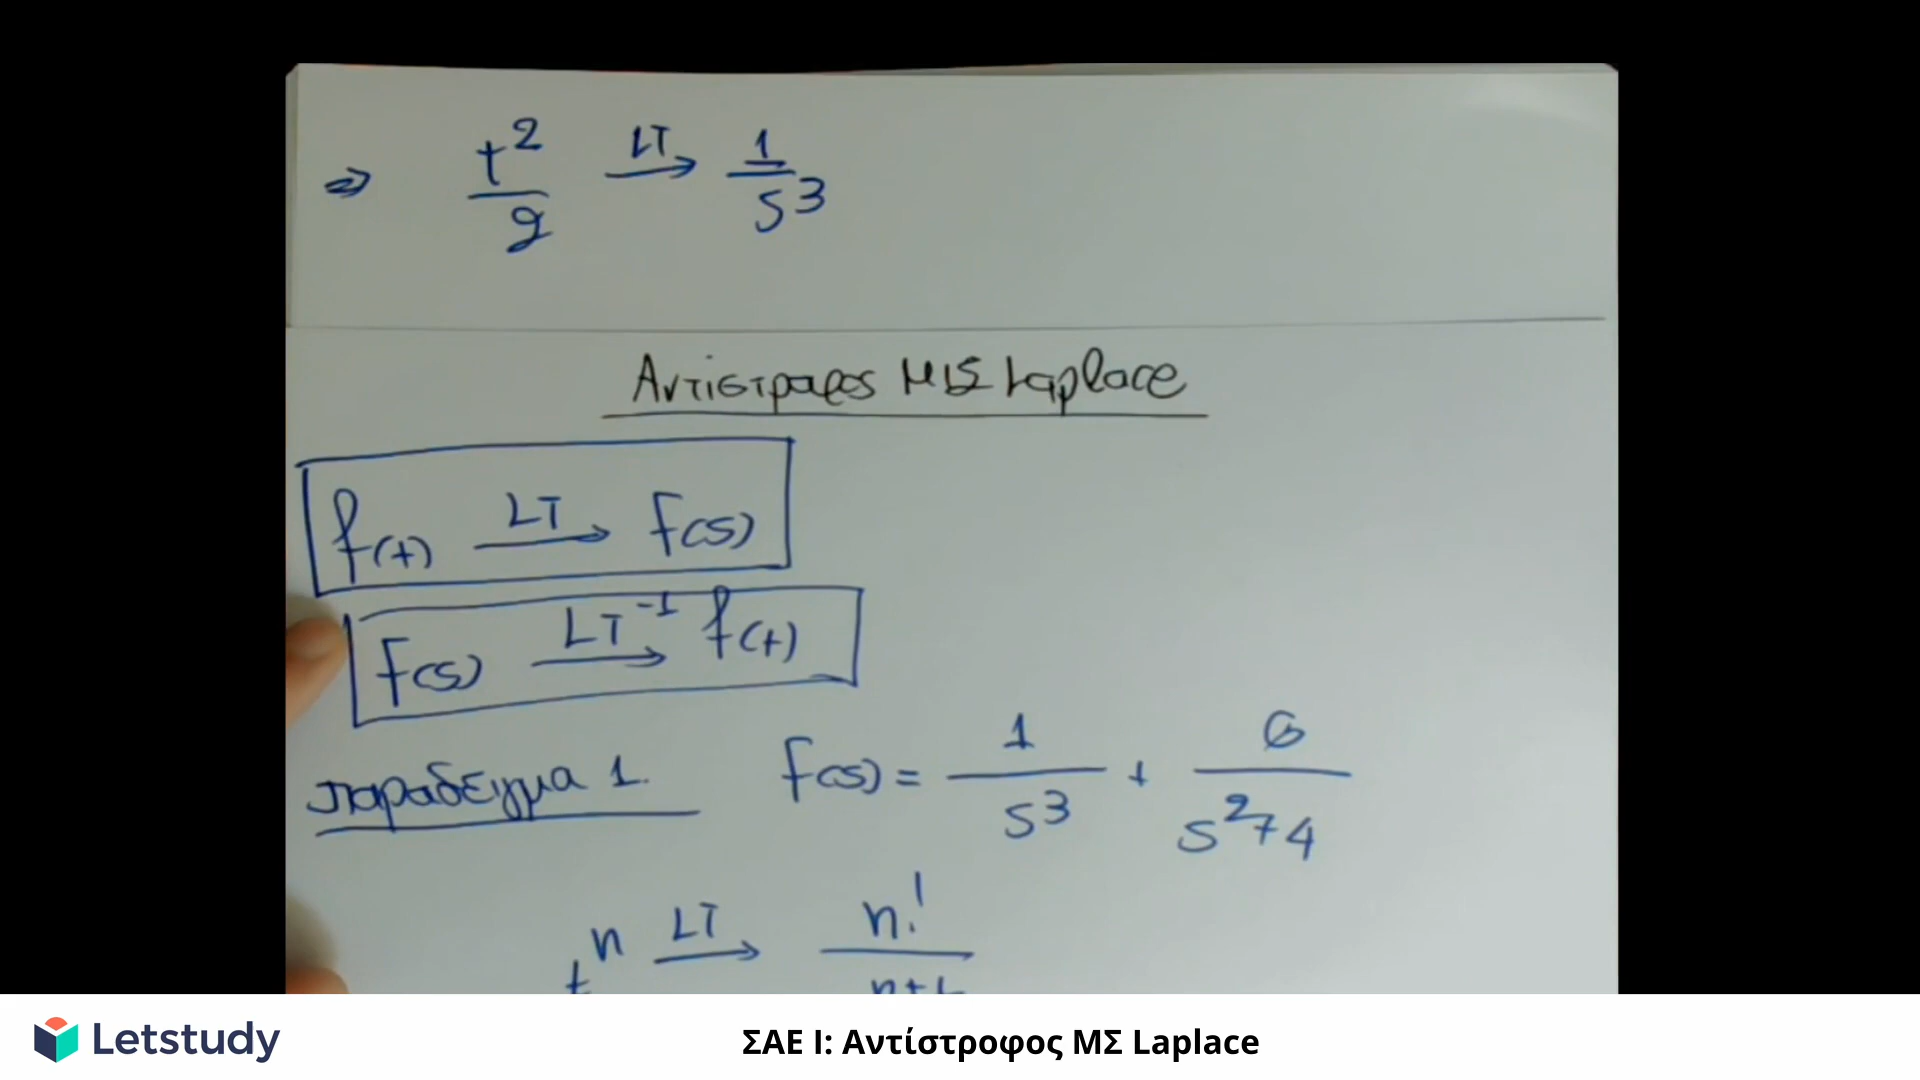 ⇒ t²/2 LT→ 1/s³
Αντίστροφος ΜΣ Laplace
f(t) LT→ F(s)
F(s) LT⁻¹→ f(t)
παράδειγμα 1. F(s) = 1/s³ + 6/s²+4
tⁿ LT→ n!/n+1
Letstudy
ΣΑΕ Ι: Αντίστροφος ΜΣ Laplace